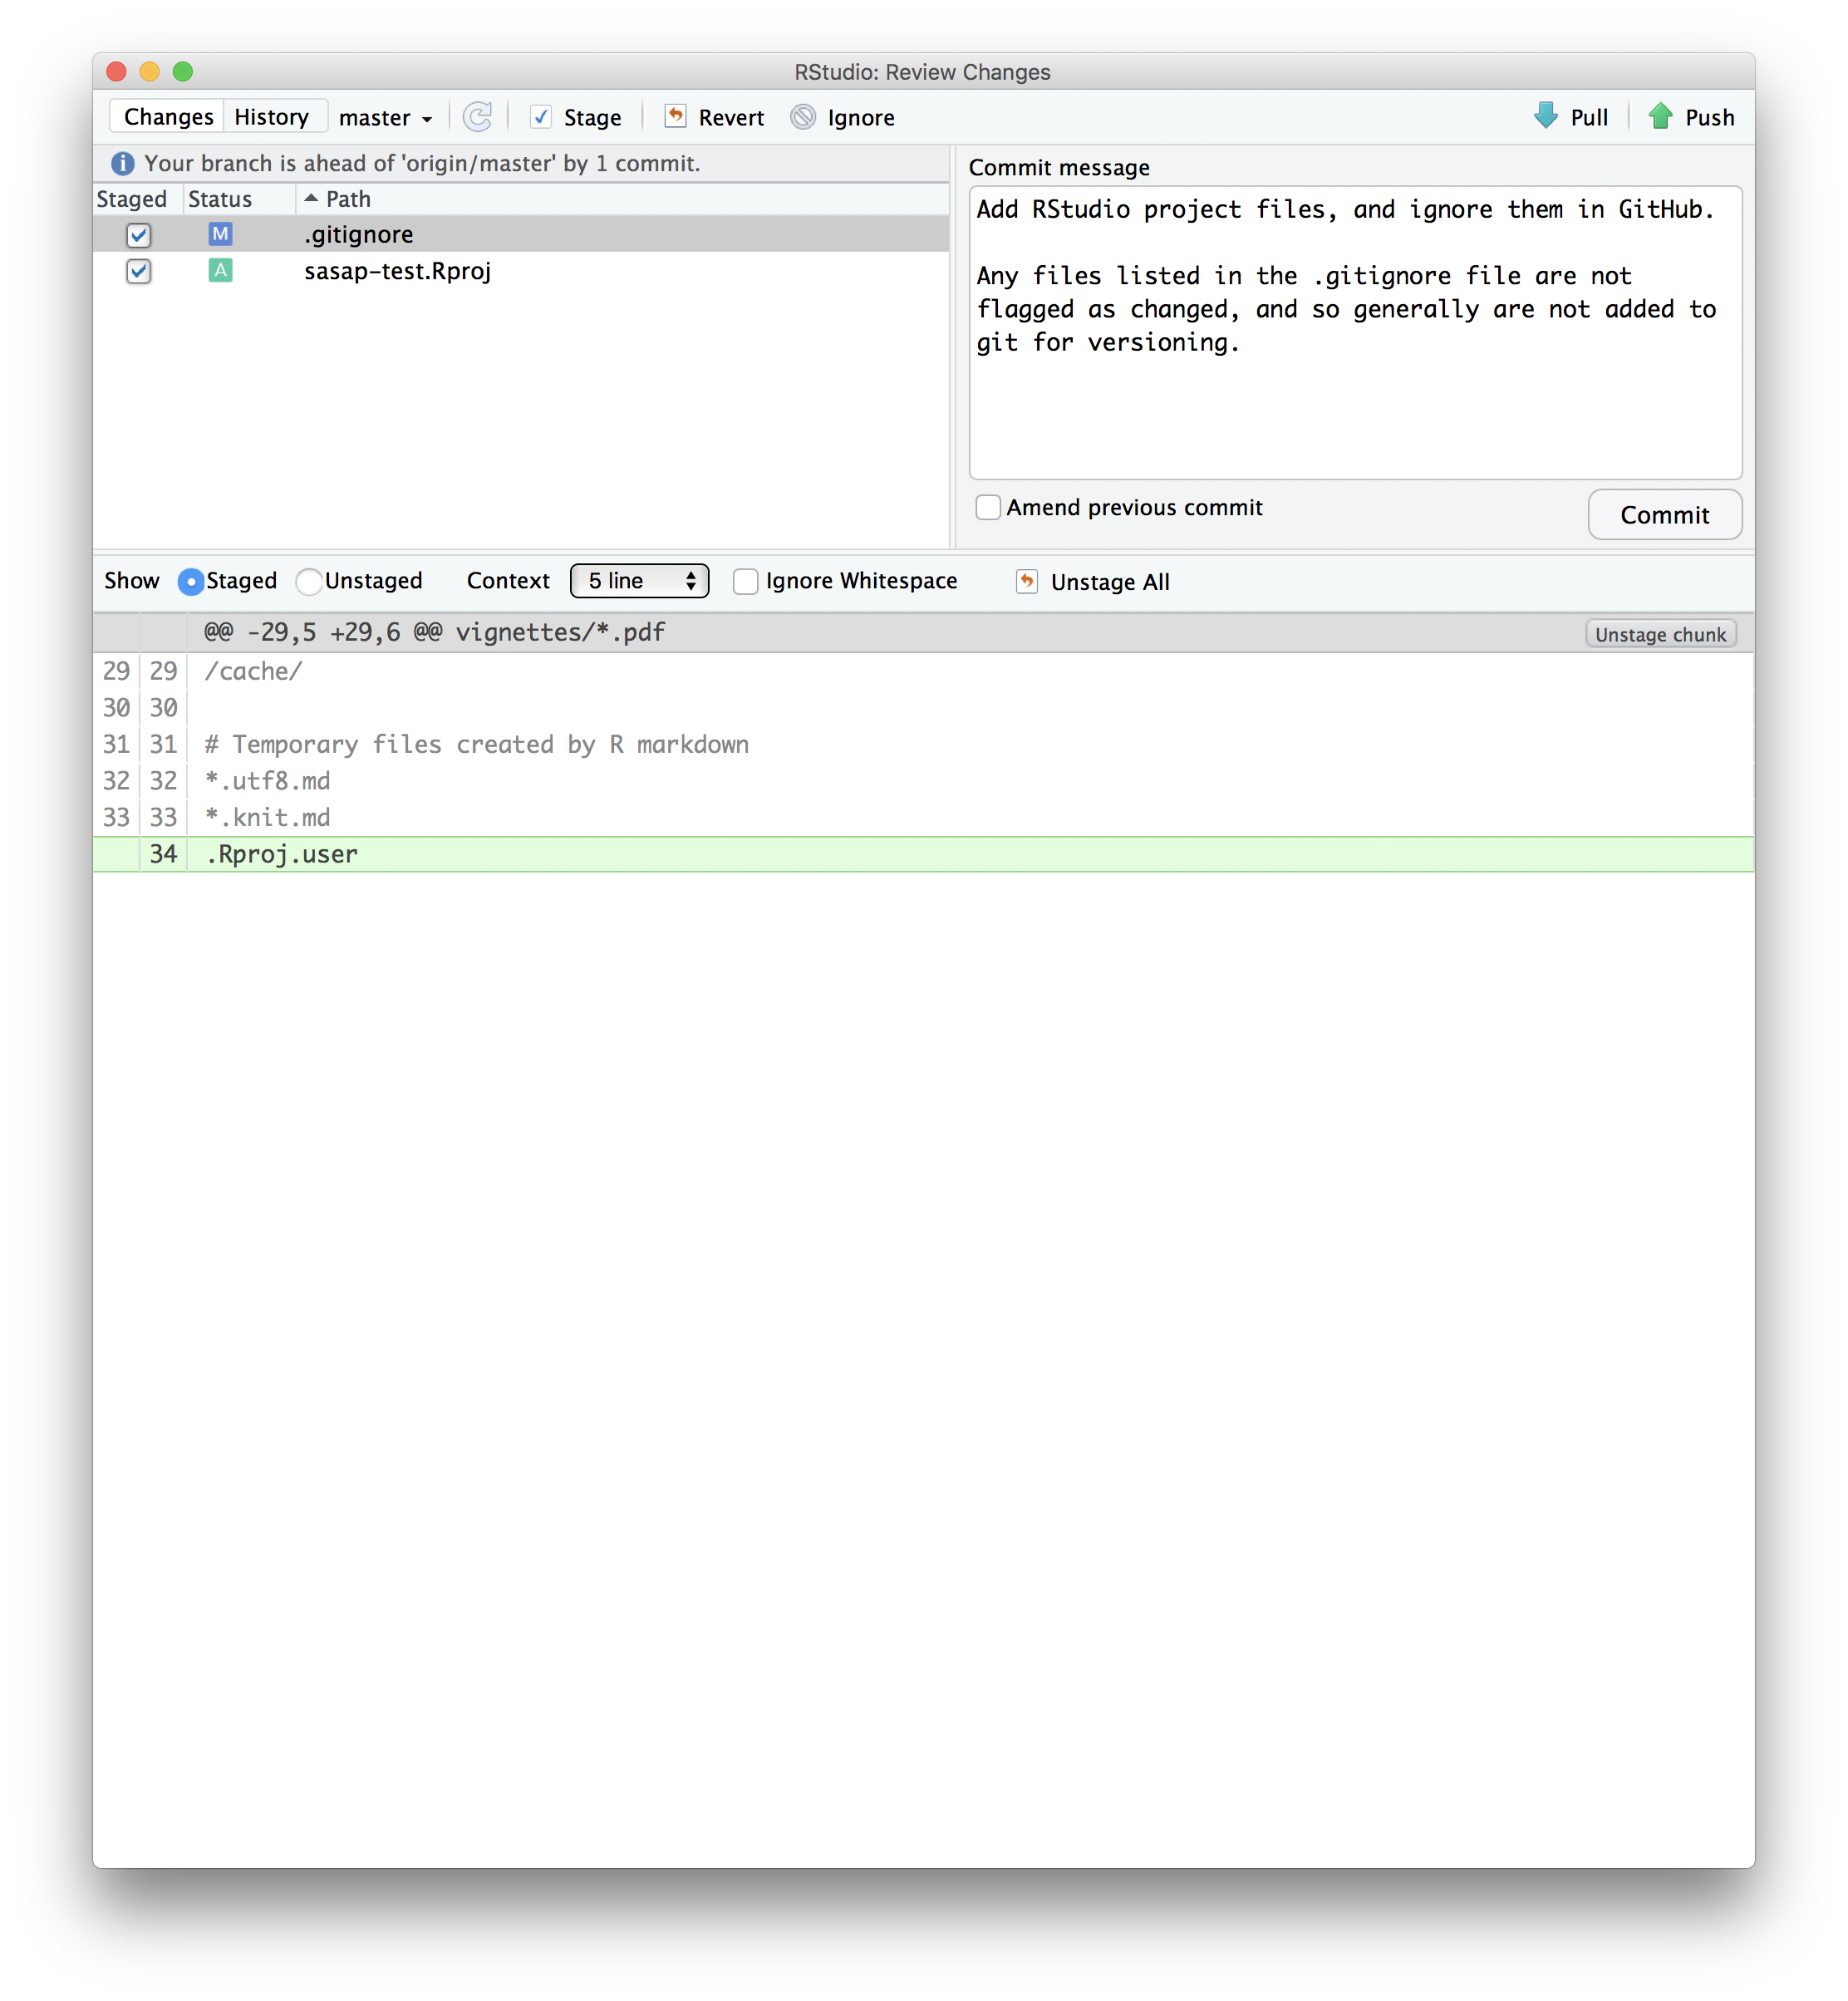 RStudio: Review Changes
Changes History master Stage Revert Ignore Pull Push
Your branch is ahead of 'origin/master' by 1 commit.
Staged Status Path
M .gitignore
A sasap-test.Rproj
Commit message
Add RStudio project files, and ignore them in GitHub.
Any files listed in the .gitignore file are not
flagged as changed, and so generally are not added to
git for versioning.
Amend previous commit
Commit
Show Staged Unstaged Context 5 line Ignore Whitespace Unstage All
@@ -29,5 +29,6 @@ vignettes/*.pdf Unstage chunk
29 29 /cache/
30 30
31 31 # Temporary files created by R markdown
32 32 *.utf8.md
33 33 *.knit.md
34 .Rproj.user